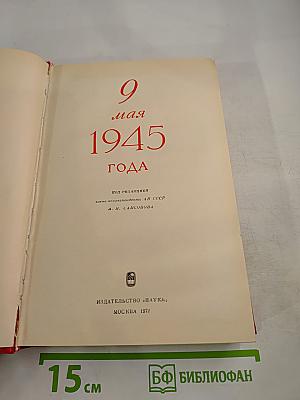 9
мая
1945
ГОДА
ПОД РЕДАКЦИЕЙ
члена-корреспондента АН СССР
А. М. САМСОНОВА
ИЗДАТЕЛЬСТВО «НАУКА»
МОСКВА 1970
15 см
БФ БИБЛИОФАН